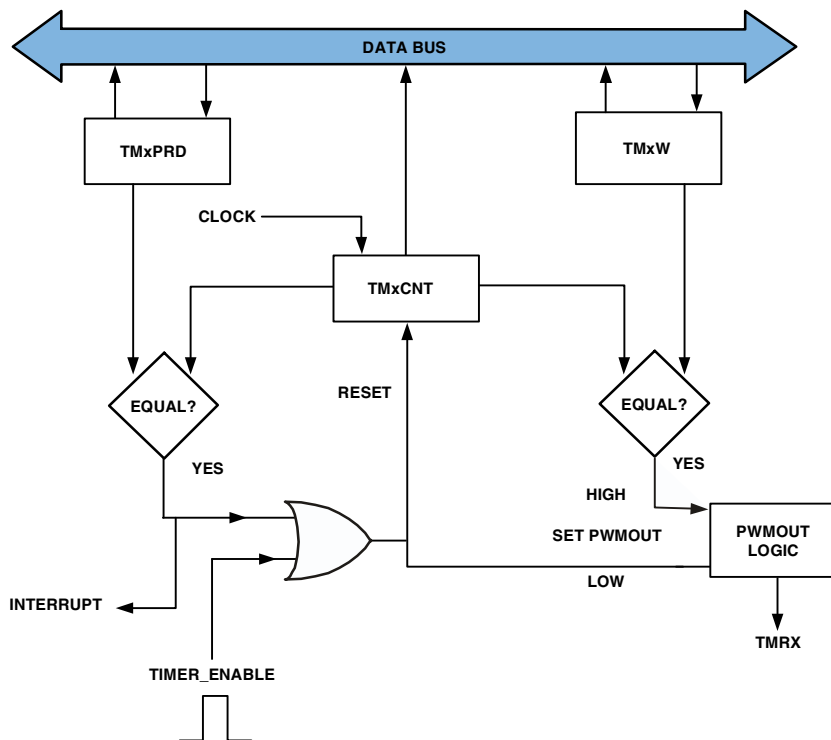 DATA BUS
TMxPRD
TMxW
CLOCK
TMxCNT
RESET
EQUAL?
EQUAL?
YES
YES
HIGH
SET PWMOUT
PWMOUT
LOGIC
LOW
INTERRUPT
TMRX
TIMER_ENABLE